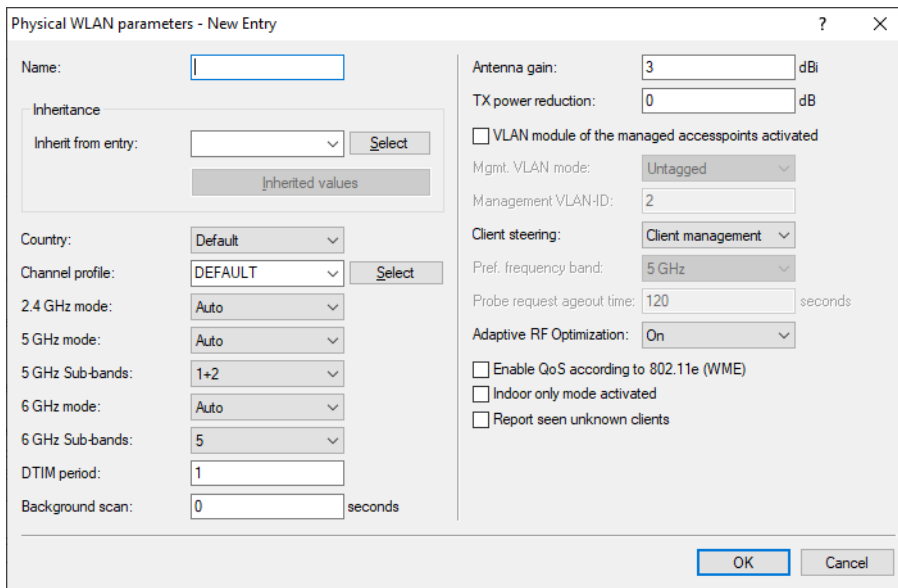 Physical WLAN parameters - New Entry
?
Name:
Inheritance
Inherit from entry:
Select
Inherited values
Country:
Default
Channel profile:
DEFAULT
Select
2.4 GHz mode:
Auto
5 GHz mode:
Auto
5 GHz Sub-bands:
1+2
6 GHz mode:
Auto
6 GHz Sub-bands:
5
DTIM period:
1
Background scan:
0
seconds
Antenna gain:
3
dBi
TX power reduction:
0
dB
VLAN module of the managed accesspoints activated
Mgmt. VLAN mode:
Untagged
Management VLAN-ID:
2
Client steering:
Client management
Pref. frequency band:
5 GHz
Probe request ageout time:
120
seconds
Adaptive RF Optimization:
On
Enable QoS according to 802.11e (WME)
Indoor only mode activated
Report seen unknown clients
OK
Cancel